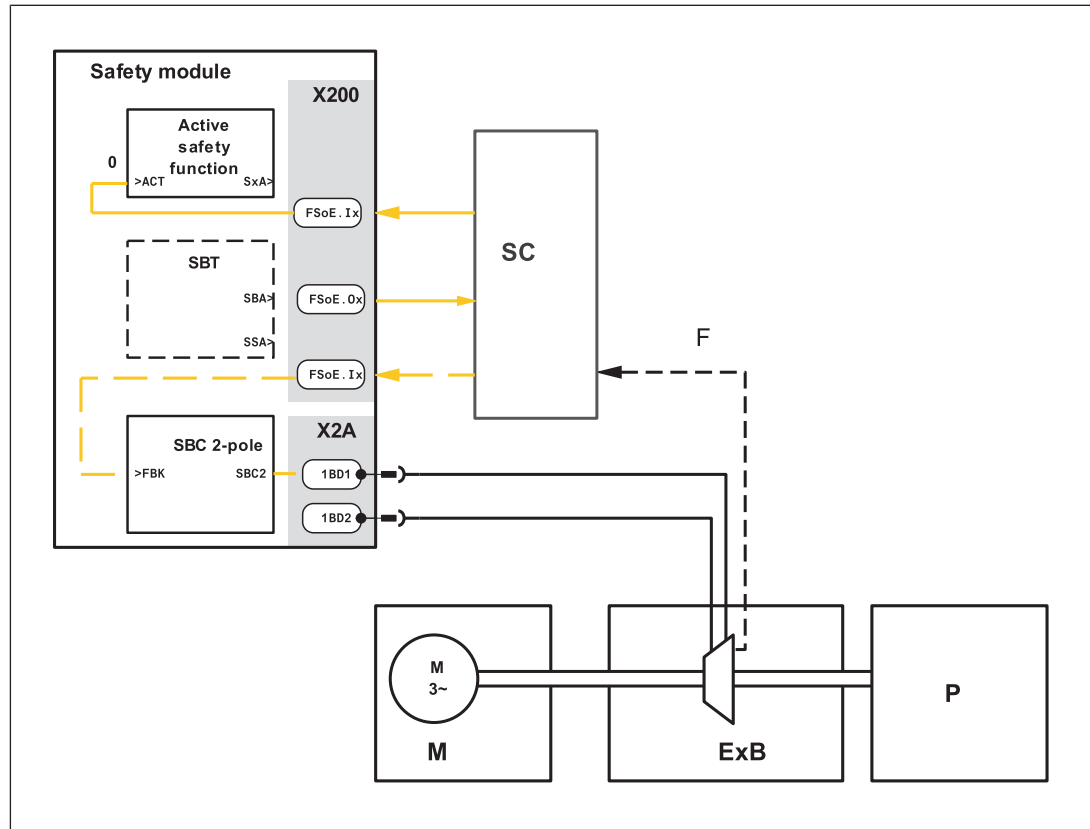 Safety module
X200
Active
safety
function
0
>ACT
SxA>
FSoE.Ix
SC
SBT
SBA>
FSoE.Ox
SSA>
F
FSoE.Ix
X2A
SBC 2-pole
>FBK
SBC2
1BD1
1BD2
M
3~
M
ExB
P